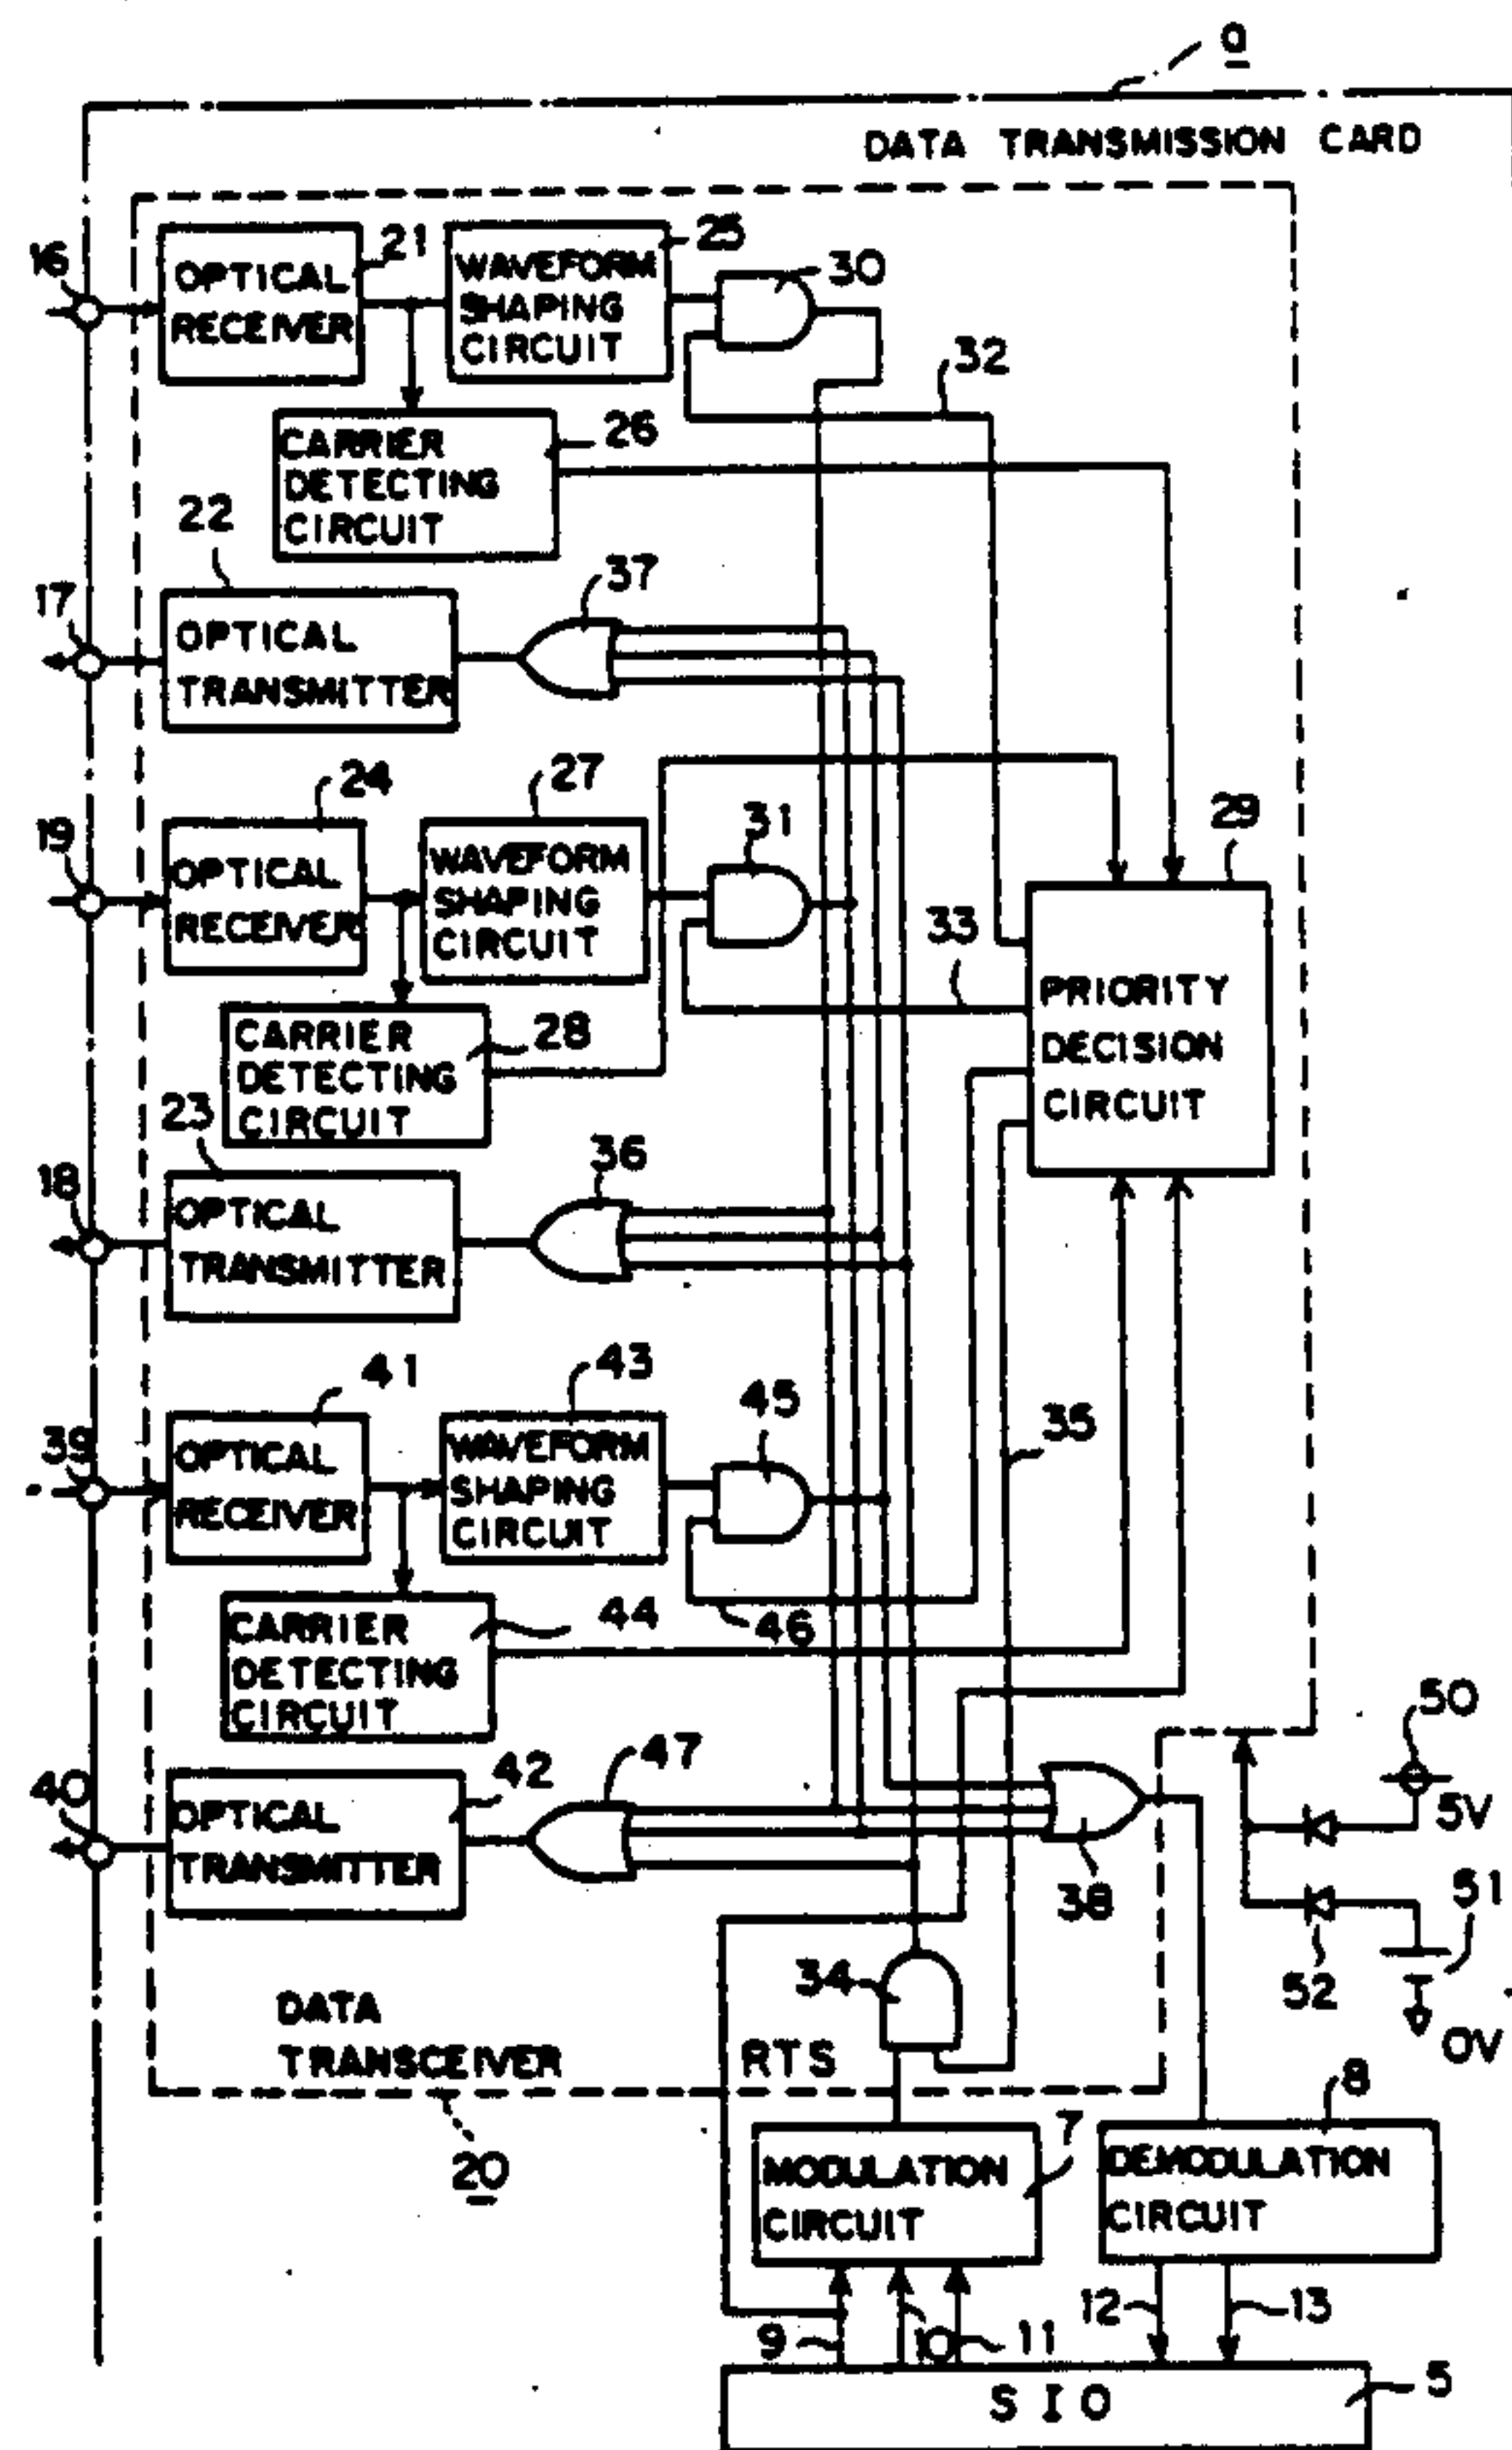 a
DATA TRANSMISSION CARD
16
OPTICAL
RECEIVER
21
WAVEFORM
SHAPING
CIRCUIT
25
30
32
CARRIER
DETECTING
CIRCUIT
26
22
17
OPTICAL
TRANSMITTER
37
24
27
19
OPTICAL
RECEIVER
WAVEFORM
SHAPING
CIRCUIT
31
29
33
PRIORITY
DECISION
CIRCUIT
CARRIER
DETECTING
CIRCUIT
28
23
18
OPTICAL
TRANSMITTER
36
41
43
45
35
39
OPTICAL
RECEIVER
WAVEFORM
SHAPING
CIRCUIT
46
CARRIER
DETECTING
CIRCUIT
44
40
OPTICAL
TRANSMITTER
42
47
38
50
5V
51
52
0V
34
DATA
TRANSCEIVER
RTS
20
MODULATION
CIRCUIT
7
DEMODULATION
CIRCUIT
8
9
10
11
12
13
SIO
5